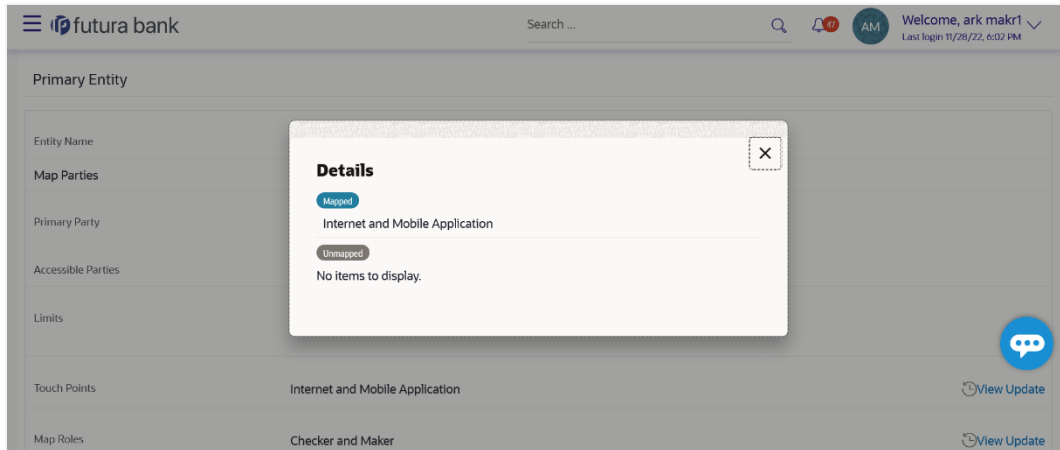 futura bank
Search ...
47
AM
Welcome, ark makr1
Last login 11/28/22, 6:02 PM
Primary Entity
Entity Name
Map Parties
Primary Party
Accessible Parties
Limits
Details
Mapped
Internet and Mobile Application
Unmapped
No items to display.
Touch Points Internet and Mobile Application View Update
Map Roles Checker and Maker View Update